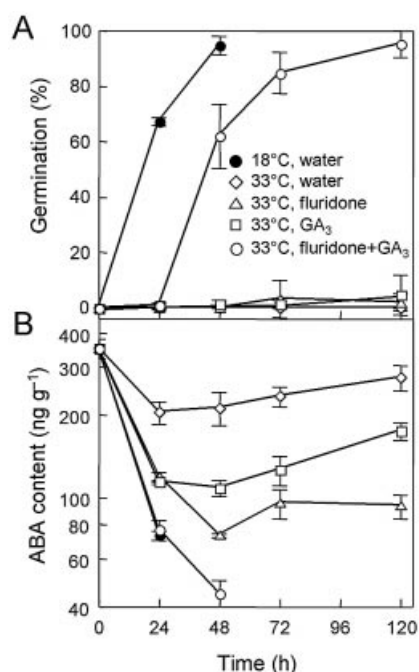 A
100
80
60
40
20
0
Germination (%)
18°C, water
33°C, water
33°C, fluridone
33°C, GA₃
33°C, fluridone+GA₃
B
400
300
200
100
80
60
40
ABA content (ng g⁻¹)
0 24 48 72 96 120
Time (h)